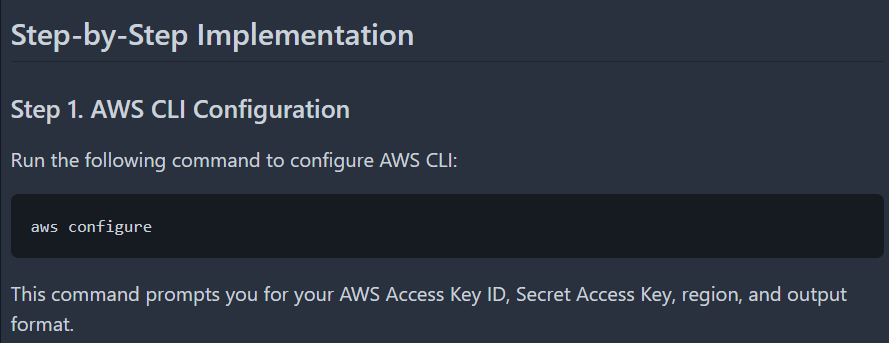 Step-by-Step Implementation
Step 1. AWS CLI Configuration
Run the following command to configure AWS CLI:
aws configure
This command prompts you for your AWS Access Key ID, Secret Access Key, region, and output
format.